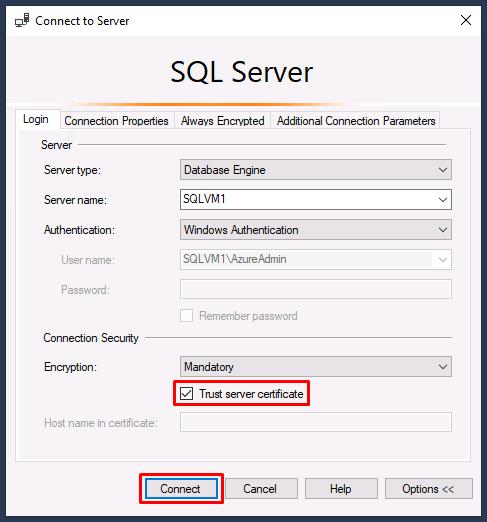 Connect to Server
SQL Server
Login Connection Properties Always Encrypted Additional Connection Parameters
Server
Server type: Database Engine
Server name: SQLVM1
Authentication: Windows Authentication
User name: SQLVM1\AzureAdmin
Password:
Remember password
Connection Security
Encryption: Mandatory
Trust server certificate
Host name in certificate:
Connect Cancel Help Options <<